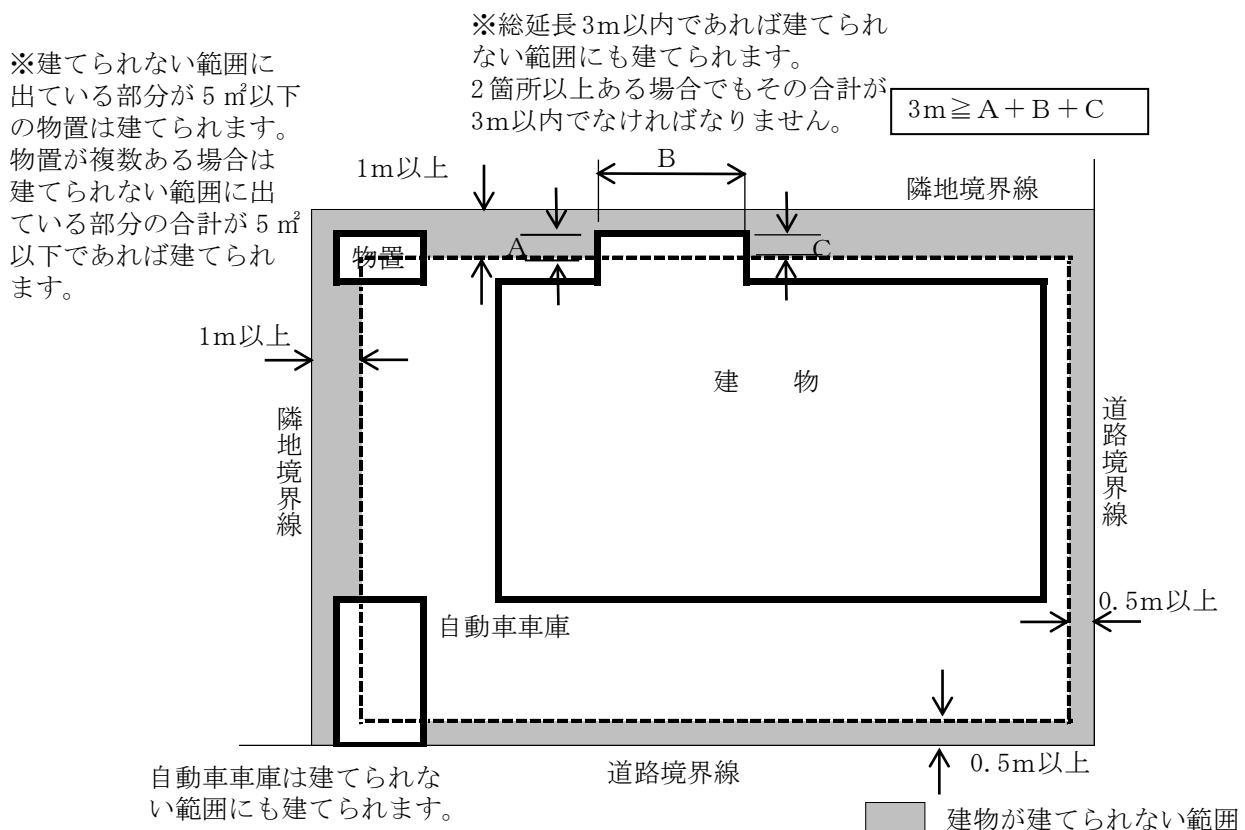 ※総延長3m以内であれば建てられ
ない範囲にも建てられます。
2箇所以上ある場合でもその合計が
3m以内でなければなりません。
3m≧A+B+C
※建てられない範囲に
出ている部分が5㎡以下
の物置は建てられます。
物置が複数ある場合は
建てられない範囲に出
ている部分の合計が5㎡
以下であれば建てられ
ます。
1m以上
B
隣地境界線
物置
A
C
1m以上
建 物
隣地境界線
道路境界線
自動車車庫
0.5m以上
自動車車庫は建てられな
い範囲にも建てられます。
道路境界線
0.5m以上
建物が建てられない範囲